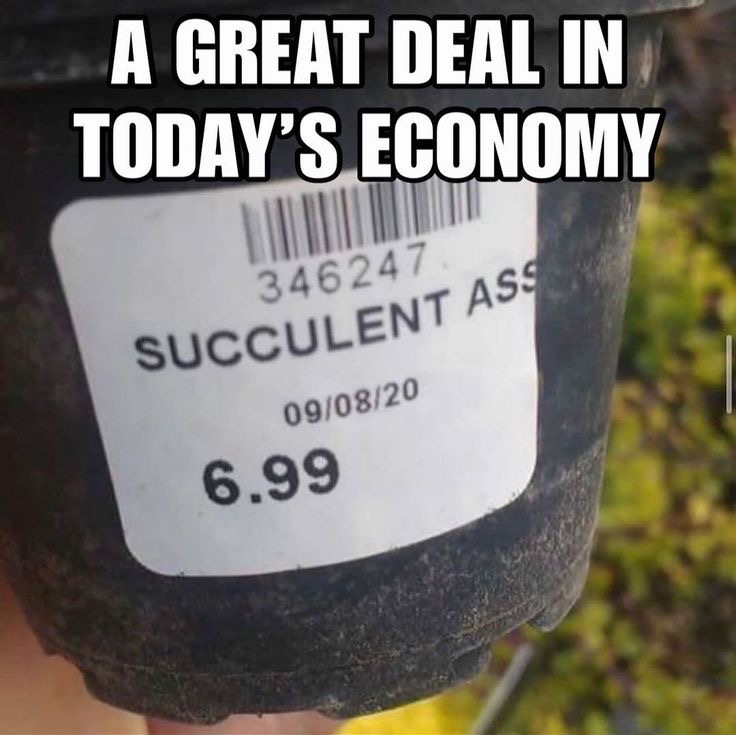 A GREAT DEAL IN
TODAY'S ECONOMY
346247
SUCCULENT ASS
09/08/20
6.99